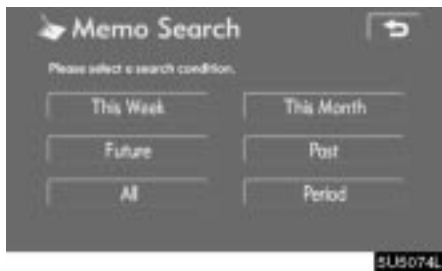 Memo Search
Please select a search condition.
This Week
This Month
Future
Past
All
Period
5U5074L